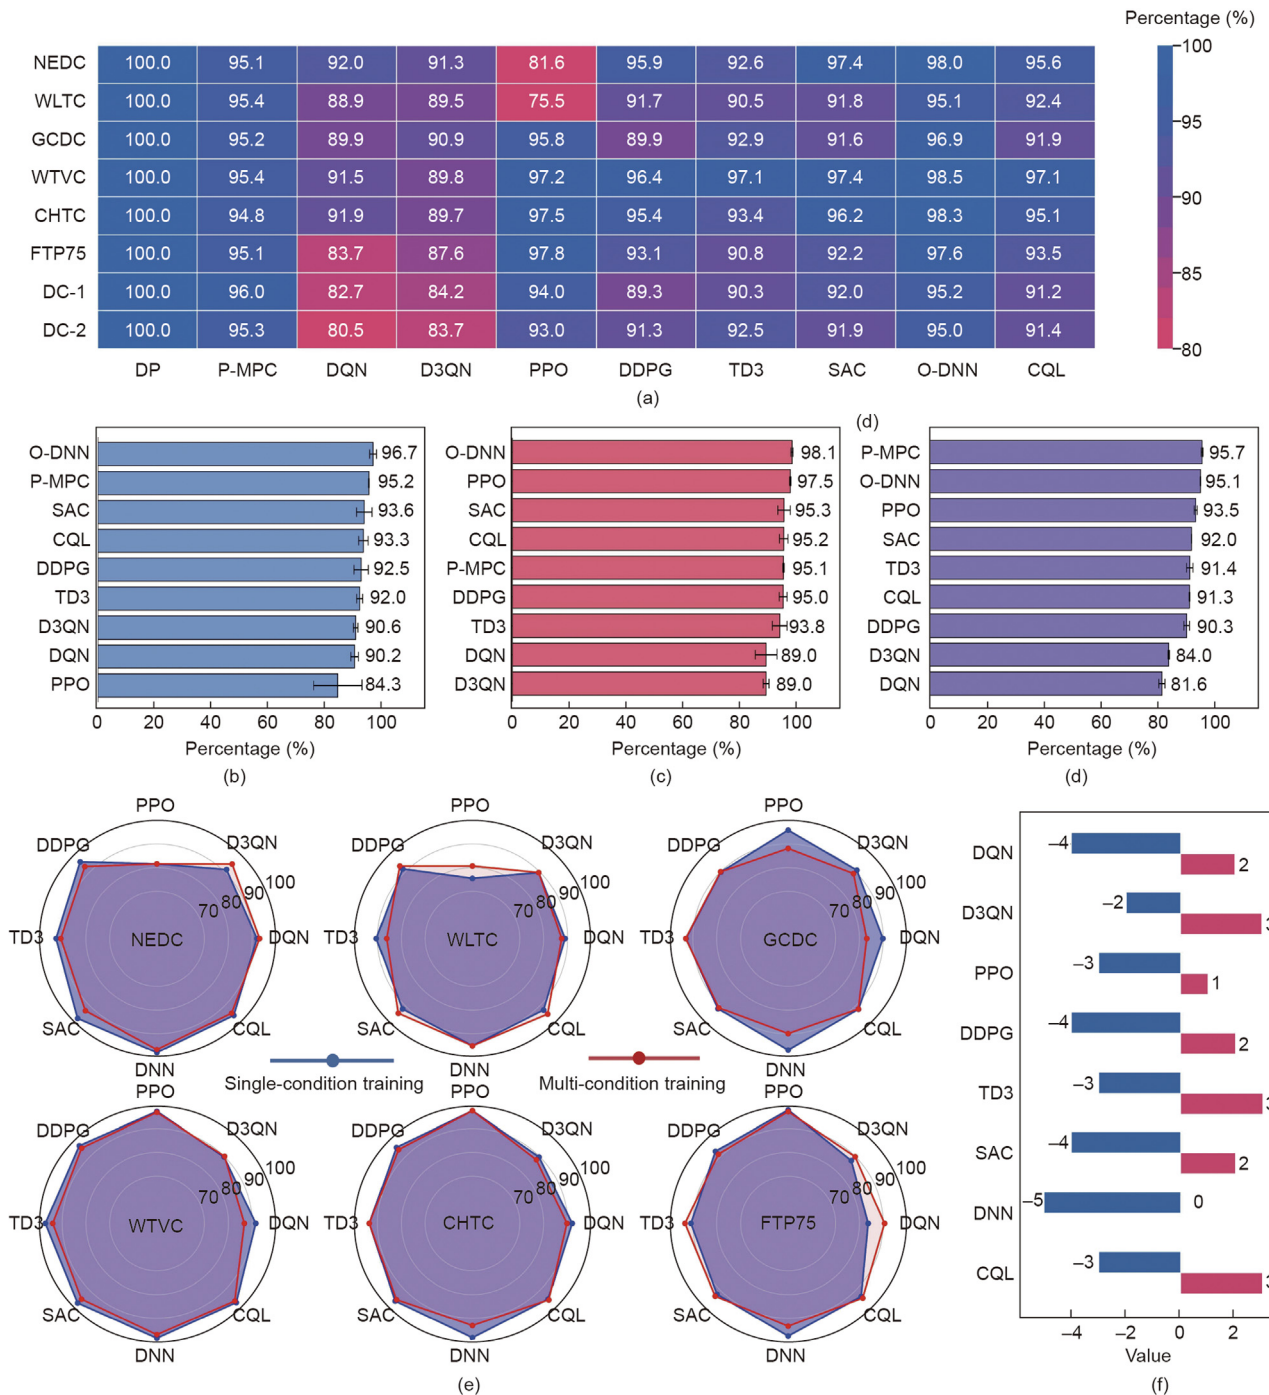 Percentage (%)
NEDC 100.0 95.1 92.0 91.3 81.6 95.9 92.6 97.4 98.0 95.6
WLTC 100.0 95.4 88.9 89.5 75.5 91.7 90.5 91.8 95.1 92.4
GCDC 100.0 95.2 89.9 90.9 95.8 89.9 92.9 91.6 96.9 91.9
WTVC 100.0 95.4 91.5 89.8 97.2 96.4 97.1 97.4 98.5 97.1
CHTC 100.0 94.8 91.9 89.7 97.5 95.4 93.4 96.2 98.3 95.1
FTP75 100.0 95.1 83.7 87.6 97.8 93.1 90.8 92.2 97.6 93.5
DC-1 100.0 96.0 82.7 84.2 94.0 89.3 90.3 92.0 95.2 91.2
DC-2 100.0 95.3 80.5 83.7 93.0 91.3 92.5 91.9 95.0 91.4
DP P-MPC DQN D3QN PPO DDPG TD3 SAC O-DNN CQL
100
95
90
85
80
(a)
(d)
O-DNN 96.7
P-MPC 95.2
SAC 93.6
CQL 93.3
DDPG 92.5
TD3 92.0
D3QN 90.6
DQN 90.2
PPO 84.3
0 20 40 60 80 100
Percentage (%)
(b)
O-DNN 98.1
PPO 97.5
SAC 95.3
CQL 95.2
P-MPC 95.1
DDPG 95.0
TD3 93.8
DQN 89.0
D3QN 89.0
0 20 40 60 80 100
Percentage (%)
(c)
P-MPC 95.7
O-DNN 95.1
PPO 93.5
SAC 92.0
TD3 91.4
CQL 91.3
DDPG 90.3
D3QN 84.0
DQN 81.6
0 20 40 60 80 100
Percentage (%)
(d)
PPO
DDPG D3QN
70 80 90 100
TD3 NEDC DQN
SAC CQL
DNN
PPO
DDPG D3QN
70 80 90 100
TD3 WLTC DQN
SAC CQL
DNN
PPO
DDPG D3QN
70 80 90 100
TD3 GCDC DQN
SAC CQL
DNN
Single-condition training
Multi-condition training
PPO
DDPG D3QN
70 80 90 100
TD3 WTVC DQN
SAC CQL
DNN
PPO
DDPG D3QN
70 80 90 100
TD3 CHTC DQN
SAC CQL
DNN
PPO
DDPG D3QN
70 80 90 100
TD3 FTP75 DQN
SAC CQL
DNN
(e)
DQN –4 2
D3QN –2 3
PPO –3 1
DDPG –4 2
TD3 –3 3
SAC –4 2
DNN –5 0
CQL –3 3
–4 –2 0 2
Value
(f)